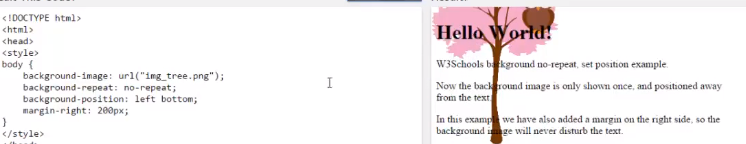 <!DOCTYPE html>
<html>
<head>
<style>
body {
    background-image: url("img_tree.png");
    background-repeat: no-repeat;
    background-position: left bottom;
    margin-right: 200px;
}
</style>
Hello World!
W3Schools background no-repeat, set position example.
Now the background image is only shown once, and positioned away
from the text.
In this example we have also added a margin on the right side, so the
background image will never disturb the text.